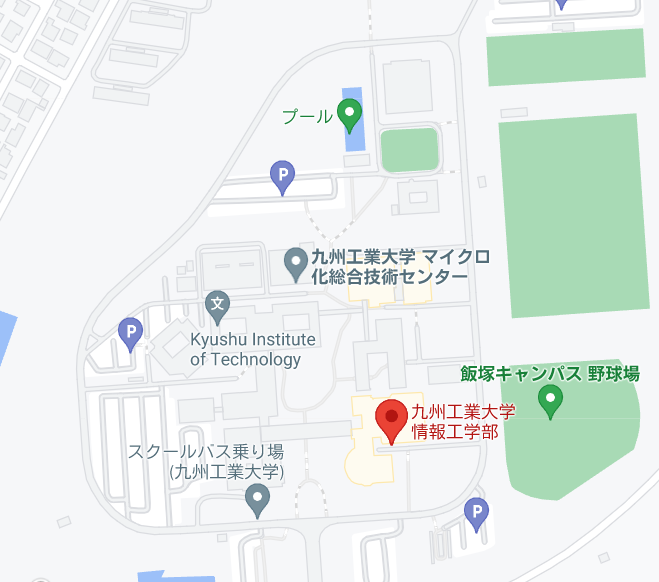 P
プール
P
九州工業大学 マイクロ
化総合技術センター
文
Kyushu Institute
of Technology
P
飯塚キャンパス 野球場
九州工業大学
情報工学部
スクールバス乗り場
(九州工業大学)
P